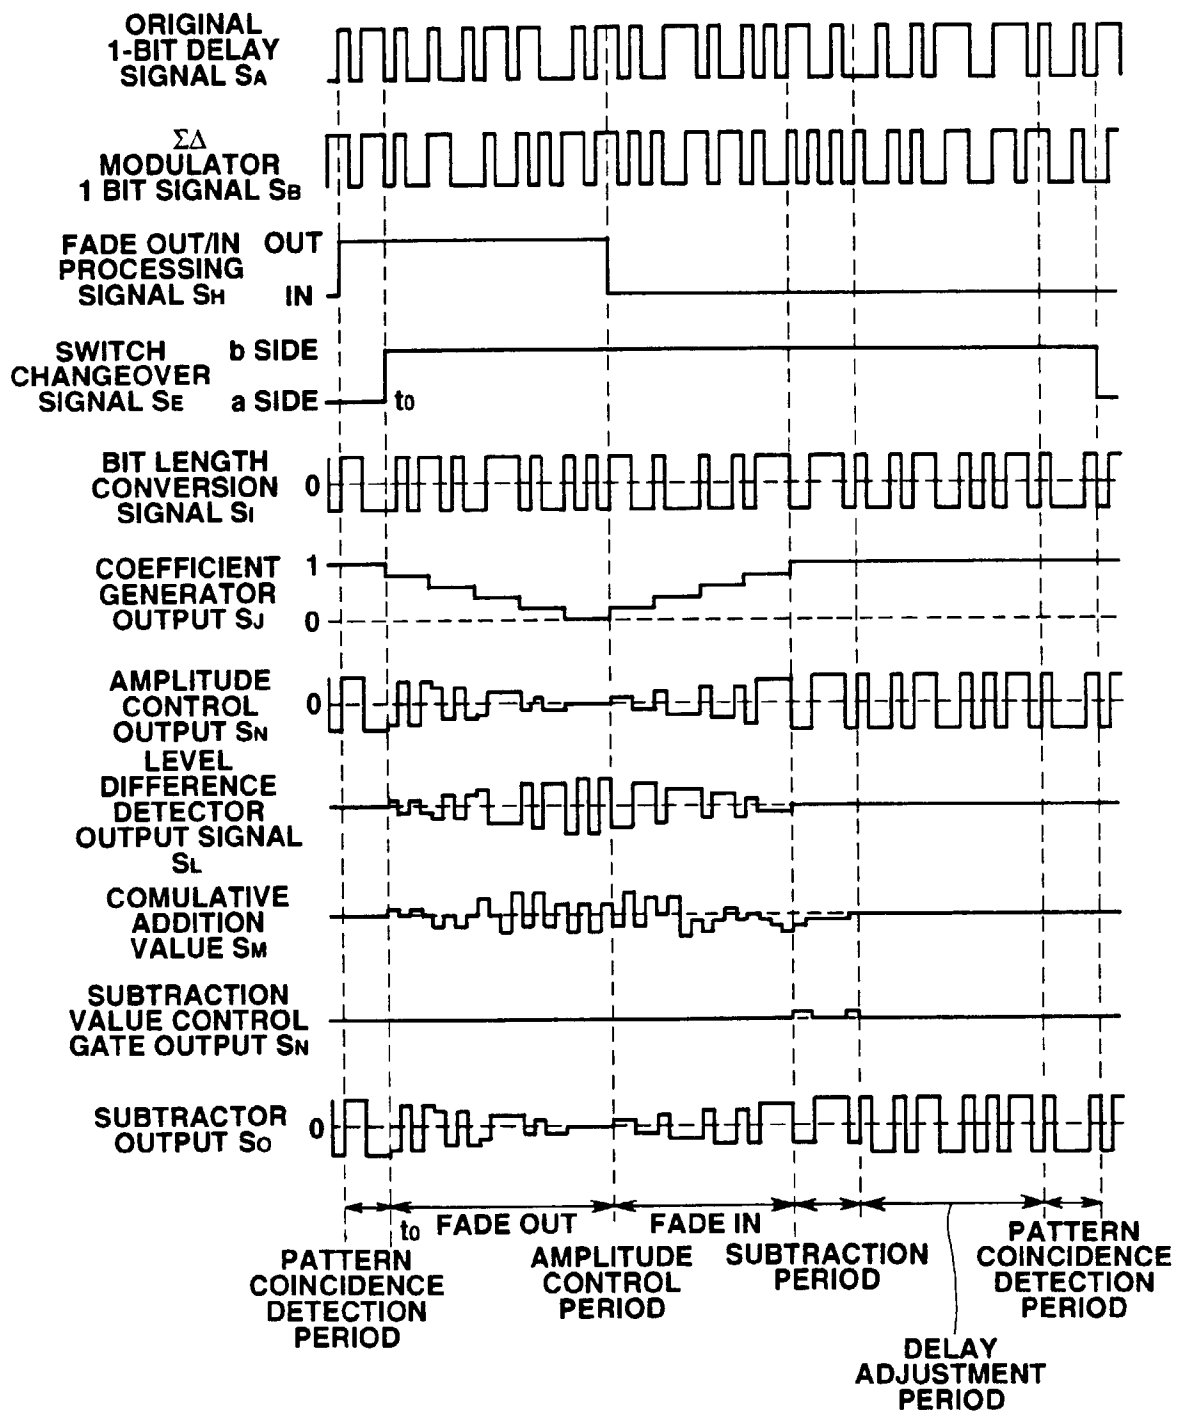 ORIGINAL
1-BIT DELAY
SIGNAL SA
ΣΔ
MODULATOR
1 BIT SIGNAL SB
FADE OUT/IN OUT
PROCESSING
SIGNAL SH IN
SWITCH b SIDE
CHANGEOVER
SIGNAL SE a SIDE t0
BIT LENGTH
CONVERSION 0
SIGNAL SI
COEFFICIENT 1
GENERATOR
OUTPUT SJ 0
AMPLITUDE
CONTROL 0
OUTPUT SN
LEVEL
DIFFERENCE
DETECTOR
OUTPUT SIGNAL
SL
COMULATIVE
ADDITION
VALUE SM
SUBTRACTION
VALUE CONTROL
GATE OUTPUT SN
SUBTRACTOR 0
OUTPUT SO
t0 FADE OUT FADE IN
PATTERN
COINCIDENCE
DETECTION
PERIOD
AMPLITUDE
CONTROL
PERIOD
SUBTRACTION
PERIOD
DELAY
ADJUSTMENT
PERIOD
PATTERN
COINCIDENCE
DETECTION
PERIOD